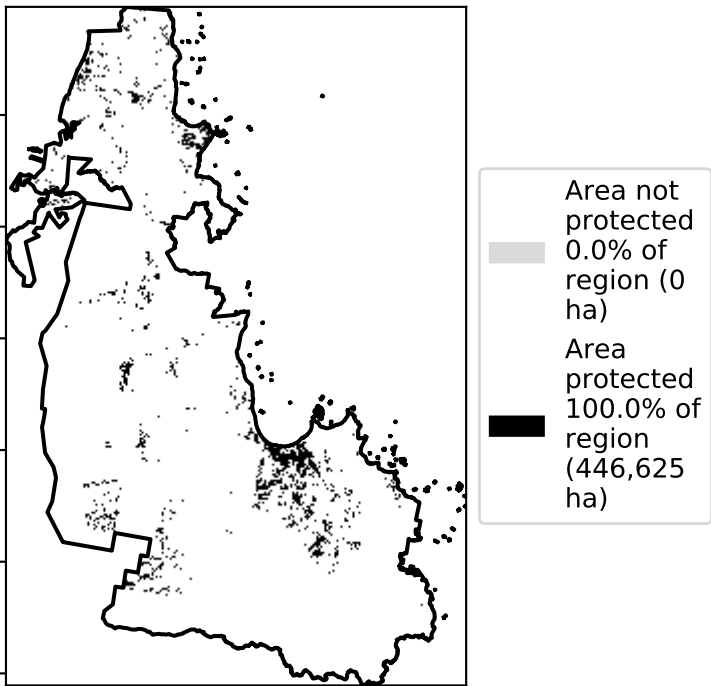 Area not
protected
0.0% of
region (0
ha)
Area
protected
100.0% of
region
(446,625
ha)